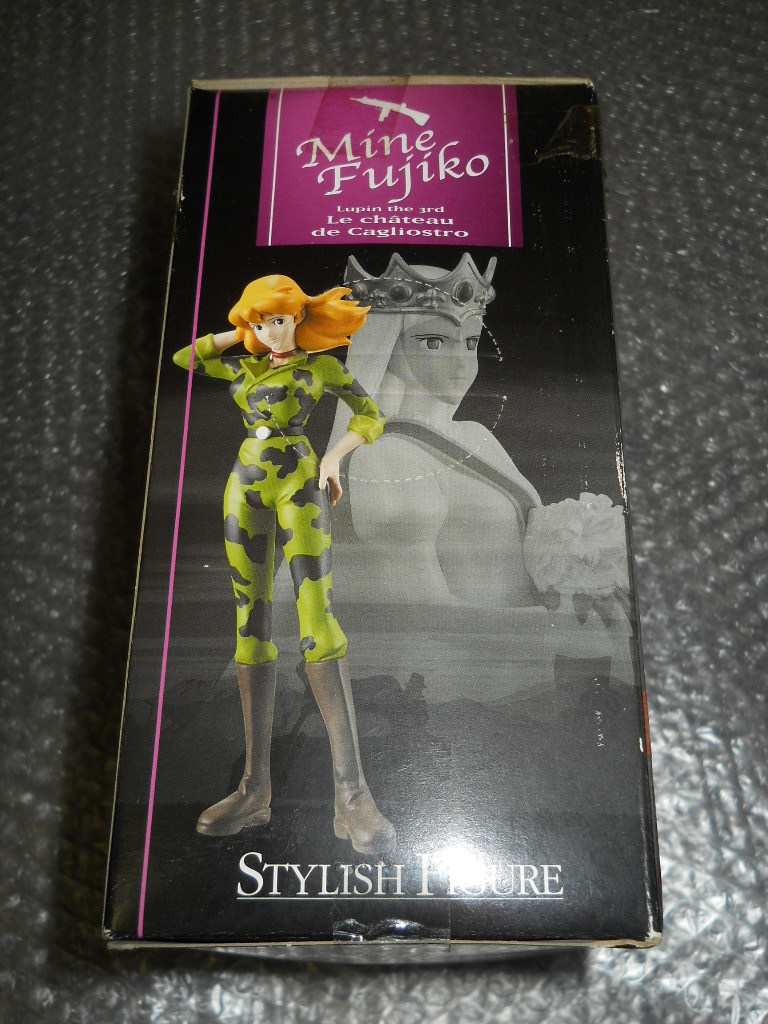 Mine
Fujiko
Lupin the 3rd
Le château
de Cagliostro
STYLISH FIGURE